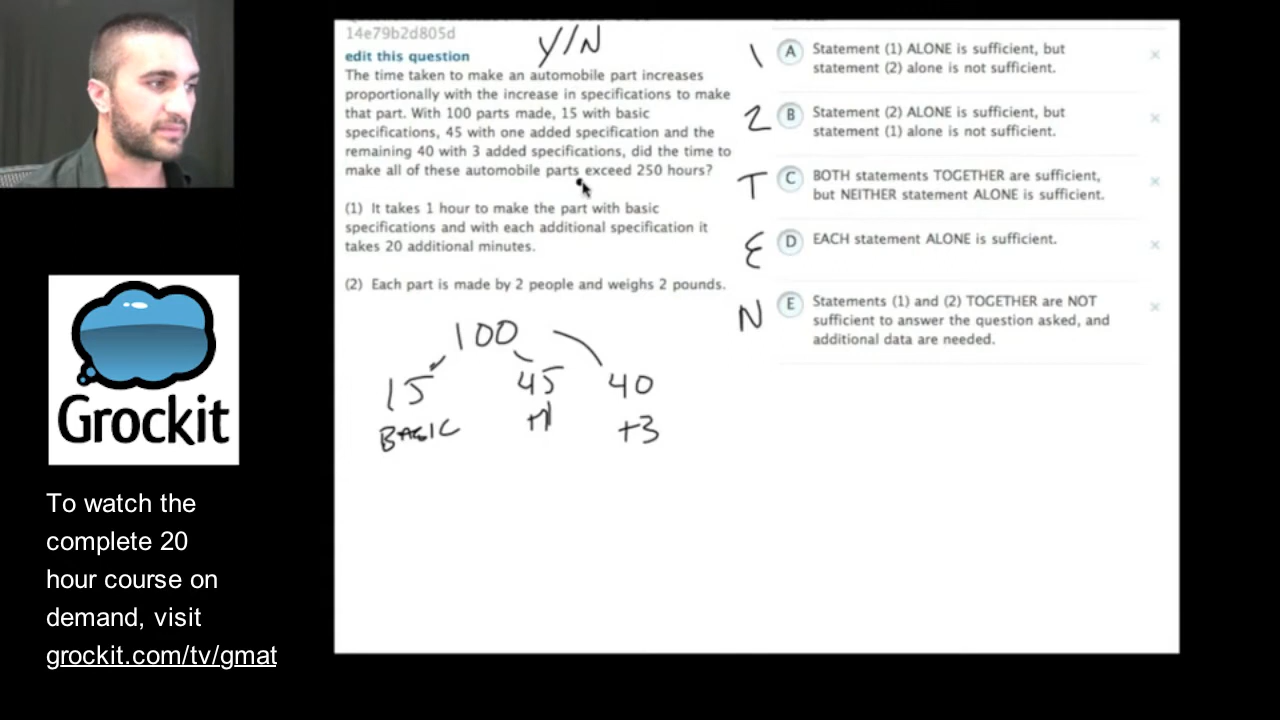 14e79b2d805d
edit this question
Y/N
The time taken to make an automobile part increases
proportionally with the increase in specifications to make
that part. With 100 parts made, 15 with basic
specifications, 45 with one added specification and the
remaining 40 with 3 added specifications, did the time to
make all of these automobile parts exceed 250 hours?
(1) It takes 1 hour to make the part with basic
specifications and with each additional specification it
takes 20 additional minutes.
(2) Each part is made by 2 people and weighs 2 pounds.
100
15 45 40
BASIC +1 +3
1 A Statement (1) ALONE is sufficient, but
statement (2) alone is not sufficient.
2 B Statement (2) ALONE is sufficient, but
statement (1) alone is not sufficient.
T C BOTH statements TOGETHER are sufficient,
but NEITHER statement ALONE is sufficient.
E D EACH statement ALONE is sufficient.
N E Statements (1) and (2) TOGETHER are NOT
sufficient to answer the question asked, and
additional data are needed.
Grockit
To watch the
complete 20
hour course on
demand, visit
grockit.com/tv/gmat